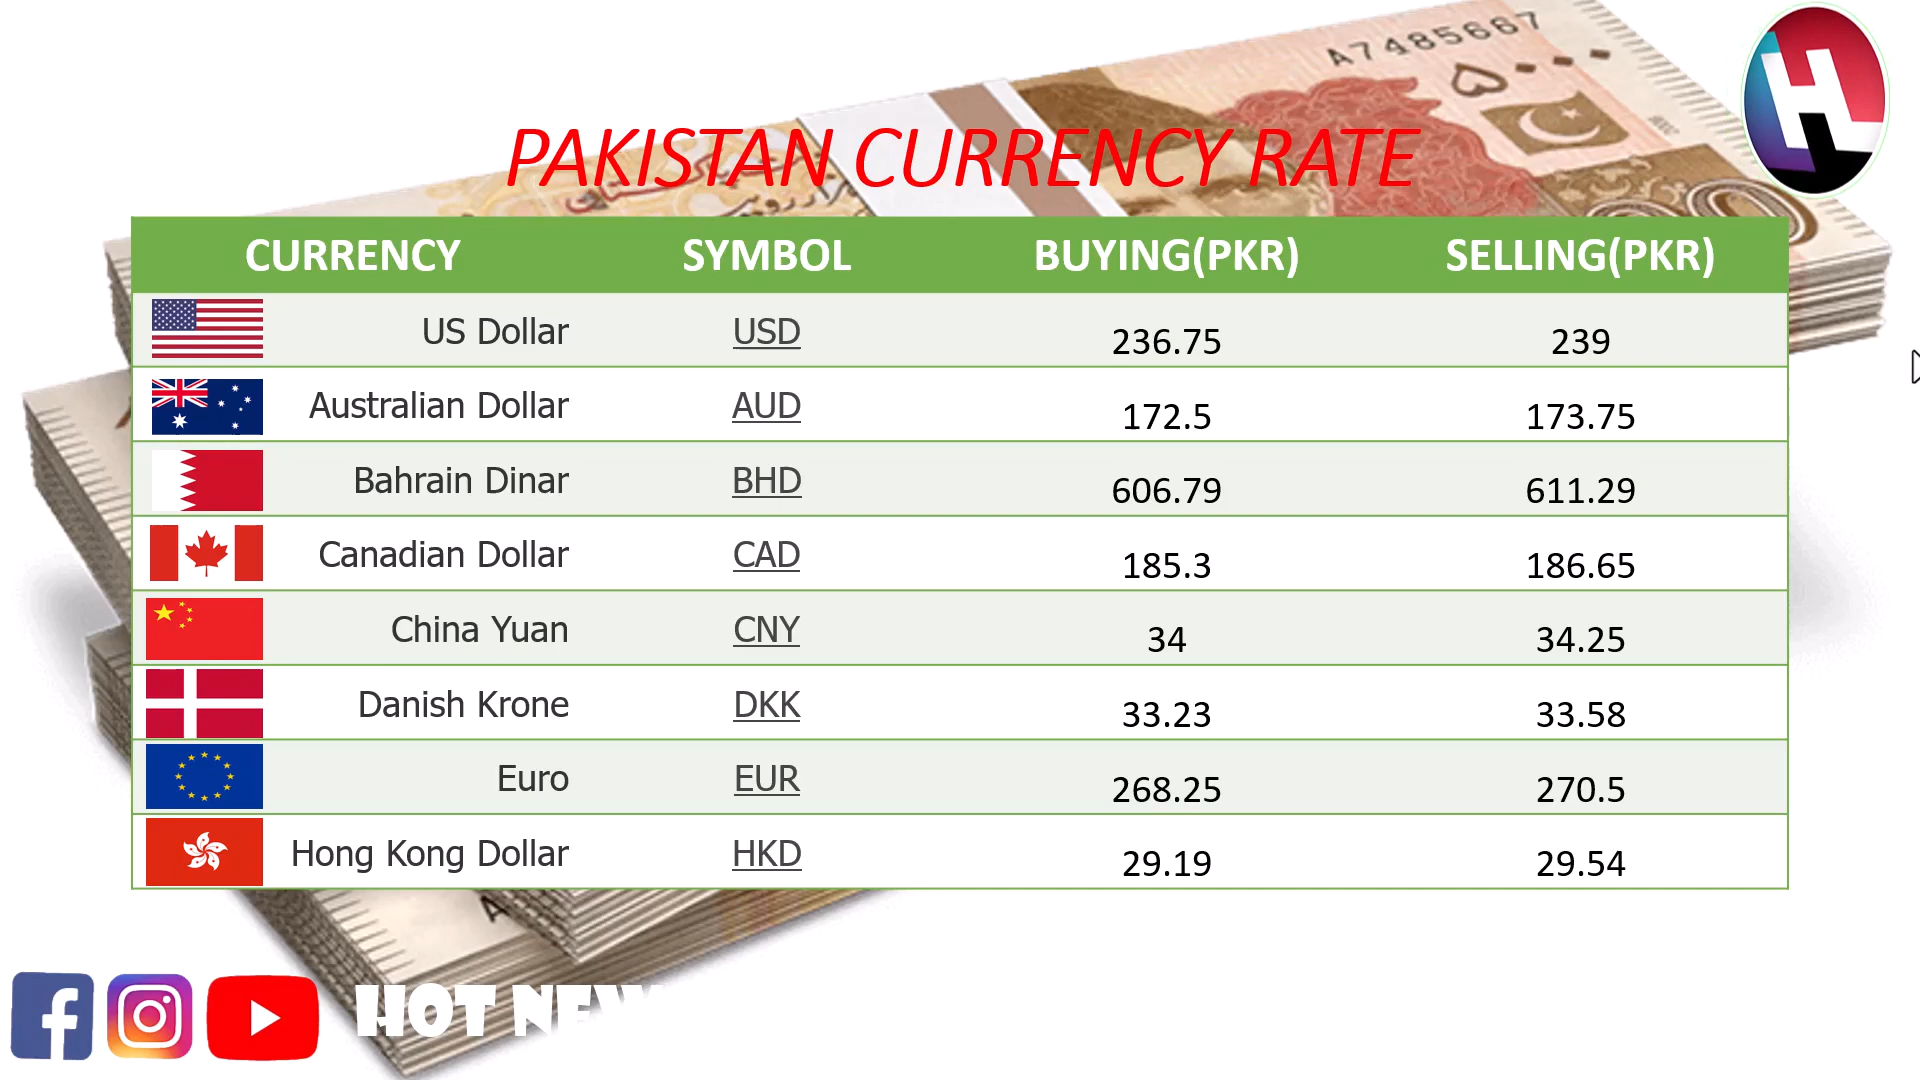 A7485667
۵۰۰۰
PAKISTAN CURRENCY RATE
CURRENCY SYMBOL BUYING(PKR) SELLING(PKR)
US Dollar USD 236.75 239
Australian Dollar AUD 172.5 173.75
Bahrain Dinar BHD 606.79 611.29
Canadian Dollar CAD 185.3 186.65
China Yuan CNY 34 34.25
Danish Krone DKK 33.23 33.58
Euro EUR 268.25 270.5
Hong Kong Dollar HKD 29.19 29.54
HOT NEW